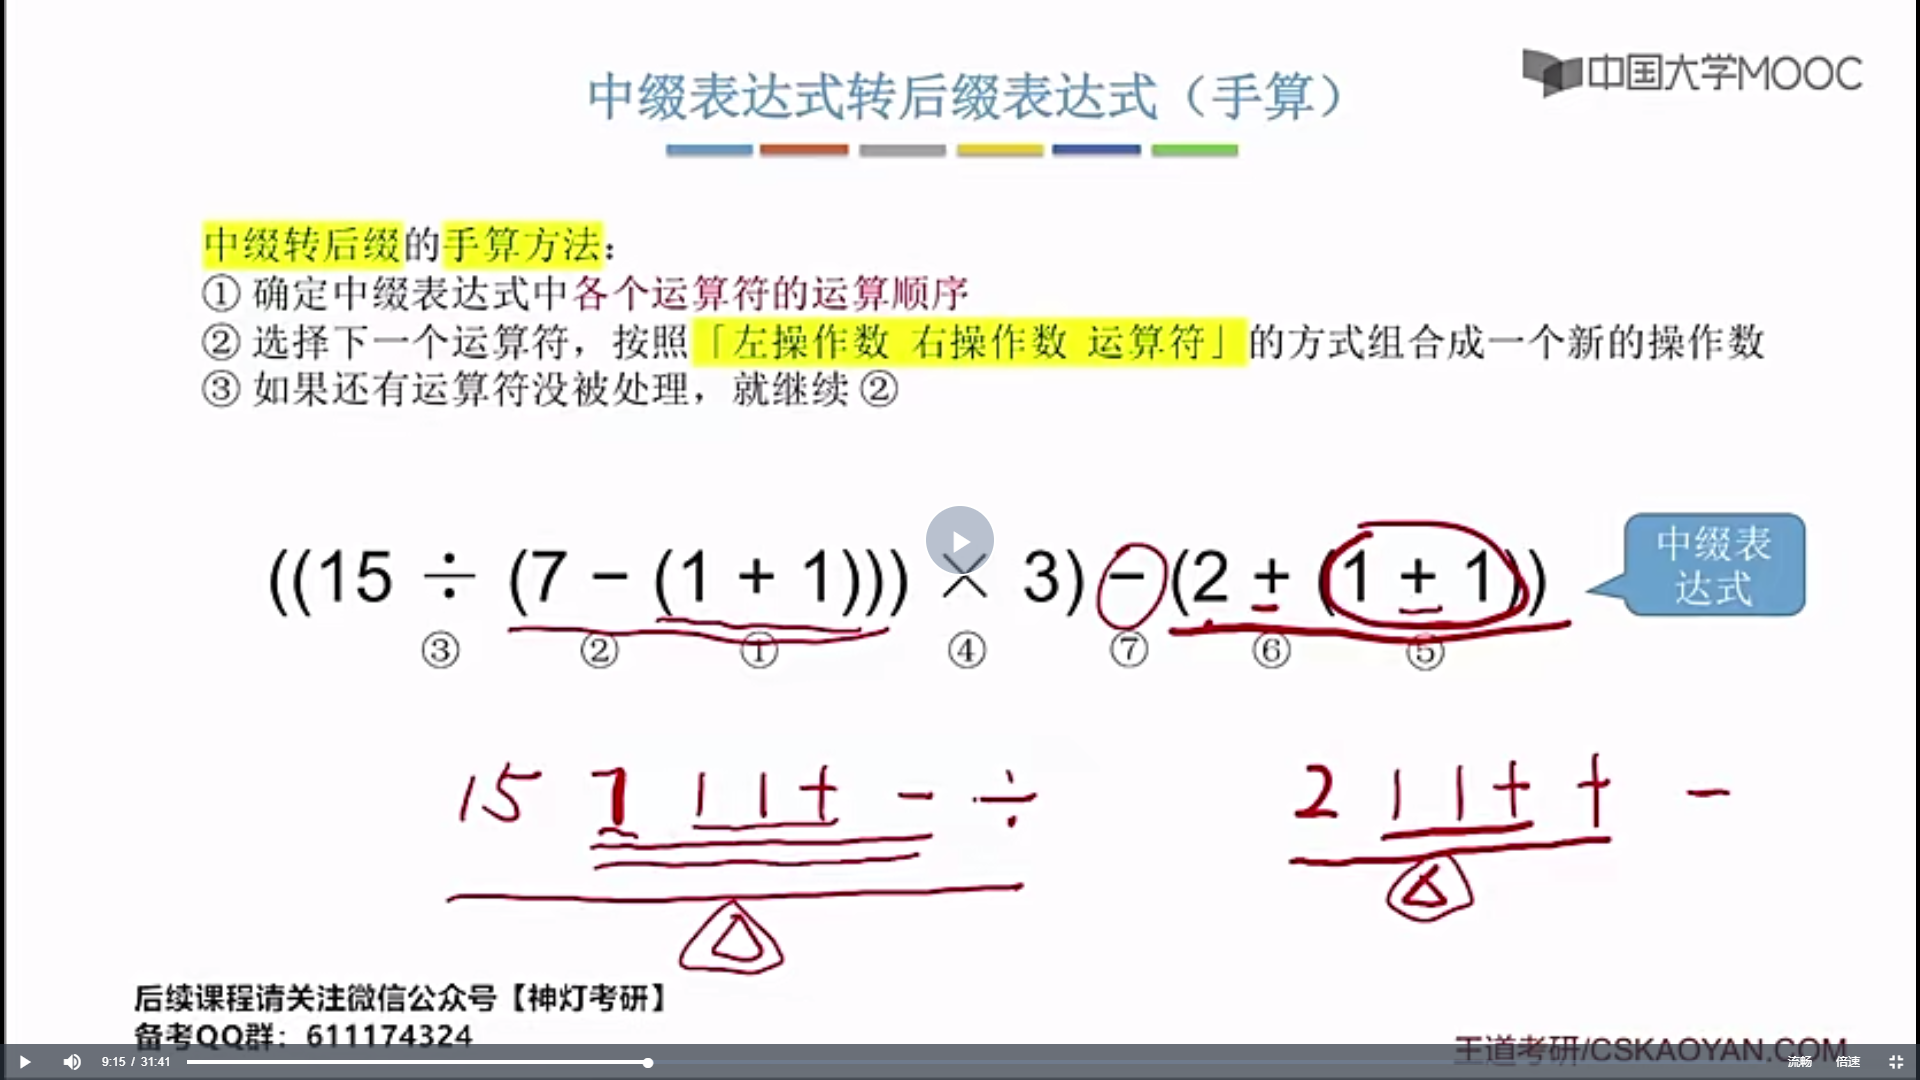 中国大学MOOC
中缀表达式转后缀表达式（手算）
中缀转后缀的手算方法：
① 确定中缀表达式中各个运算符的运算顺序
② 选择下一个运算符，按照「左操作数 右操作数 运算符」的方式组合成一个新的操作数
③ 如果还有运算符没被处理，就继续 ②
((15 ÷ (7 − (1 + 1))) × 3) − (2 + (1 + 1))
中缀表
达式
③ ② ① ④ ⑦ ⑥ ⑤
15 7 1 1 + - ÷ 2 1 1 + + -
后续课程请关注微信公众号【神灯考研】
备考QQ群：611174324
王道考研/CSKAOYAN.COM
9:15 / 31:41 流畅 倍速